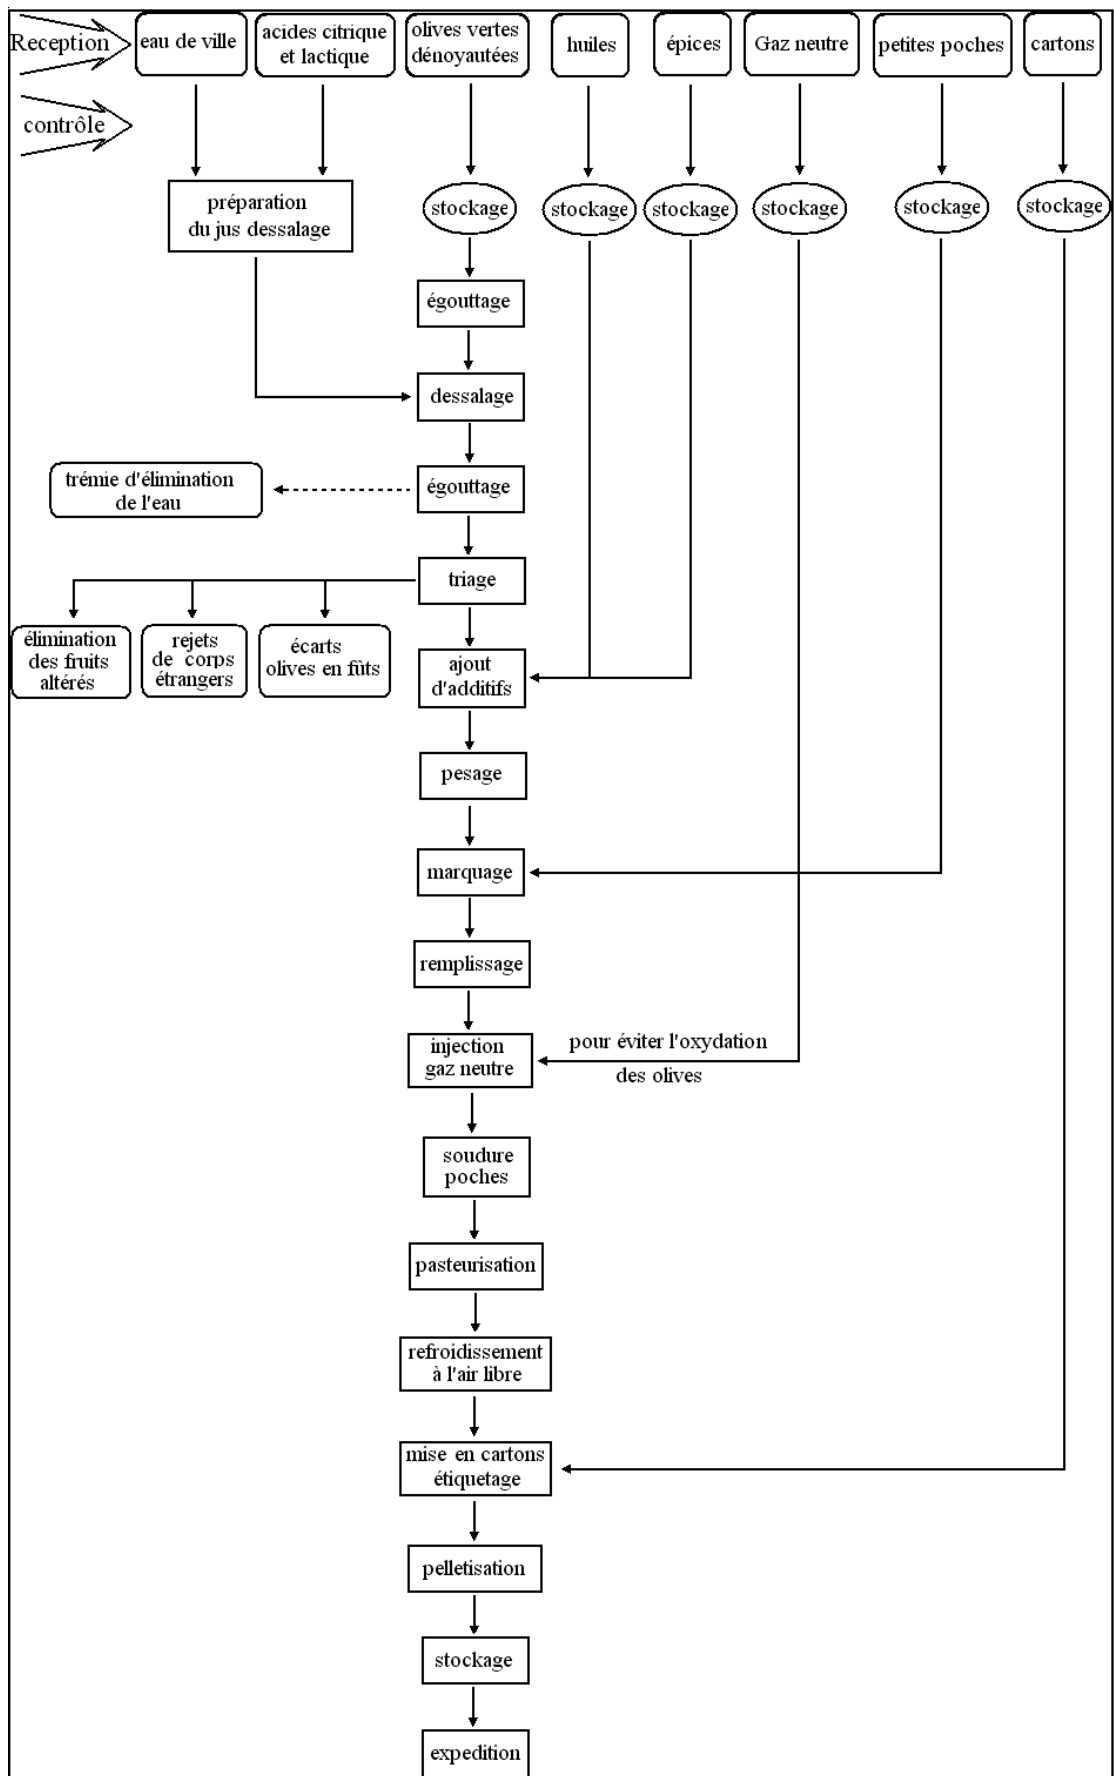 Reception
eau de ville
acides citrique
et lactique
olives vertes
dénoyautées
huiles
épices
Gaz neutre
petites poches
cartons
contrôle
préparation
du jus dessalage
stockage
stockage
stockage
stockage
stockage
stockage
égouttage
dessalage
trémie d'élimination
de l'eau
égouttage
triage
élimination
des fruits
altérés
rejets
de corps
étrangers
écarts
olives en fûts
ajout
d'additifs
pesage
marquage
remplissage
injection
gaz neutre
pour éviter l'oxydation
des olives
soudure
poches
pasteurisation
refroidissement
à l'air libre
mise en cartons
étiquetage
pelletisation
stockage
expedition